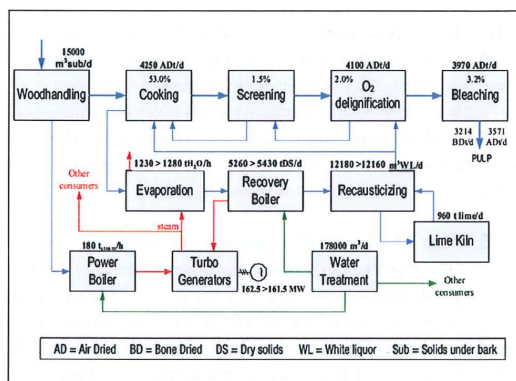 15000
m³sub/d
4250 ADt/d
4100 ADt/d
3970 ADt/d
Woodhandling
53.0%
Cooking
1.5%
Screening
2.0%
O₂
delignification
3.2%
Bleaching
3214
BDt/d
3571
ADt/d
PULP
Other
consumers
1230 > 1280 tH₂O/h
5260 > 5430 tDS/d
12180 >12160 m³WL/d
Evaporation
Recovery
Boiler
Recausticizing
960 t lime/d
steam
Lime Kiln
180 t
/h
178000 m³/d
Power
Boiler
Turbo
Generators
162.5 >161.5 MW
Water
Treatment
Other
consumers
AD = Air Dried BD = Bone Dried DS = Dry solids WL = White liquor Sub = Solids under bark